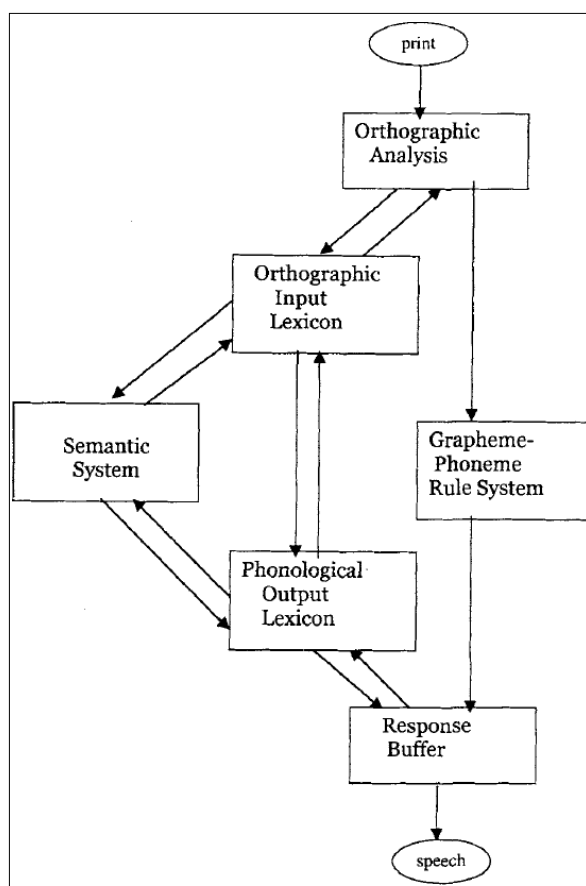 print
Orthographic
Analysis
Orthographic
Input
Lexicon
Semantic
System
Grapheme-
Phoneme
Rule System
Phonological
Output
Lexicon
Response
Buffer
speech